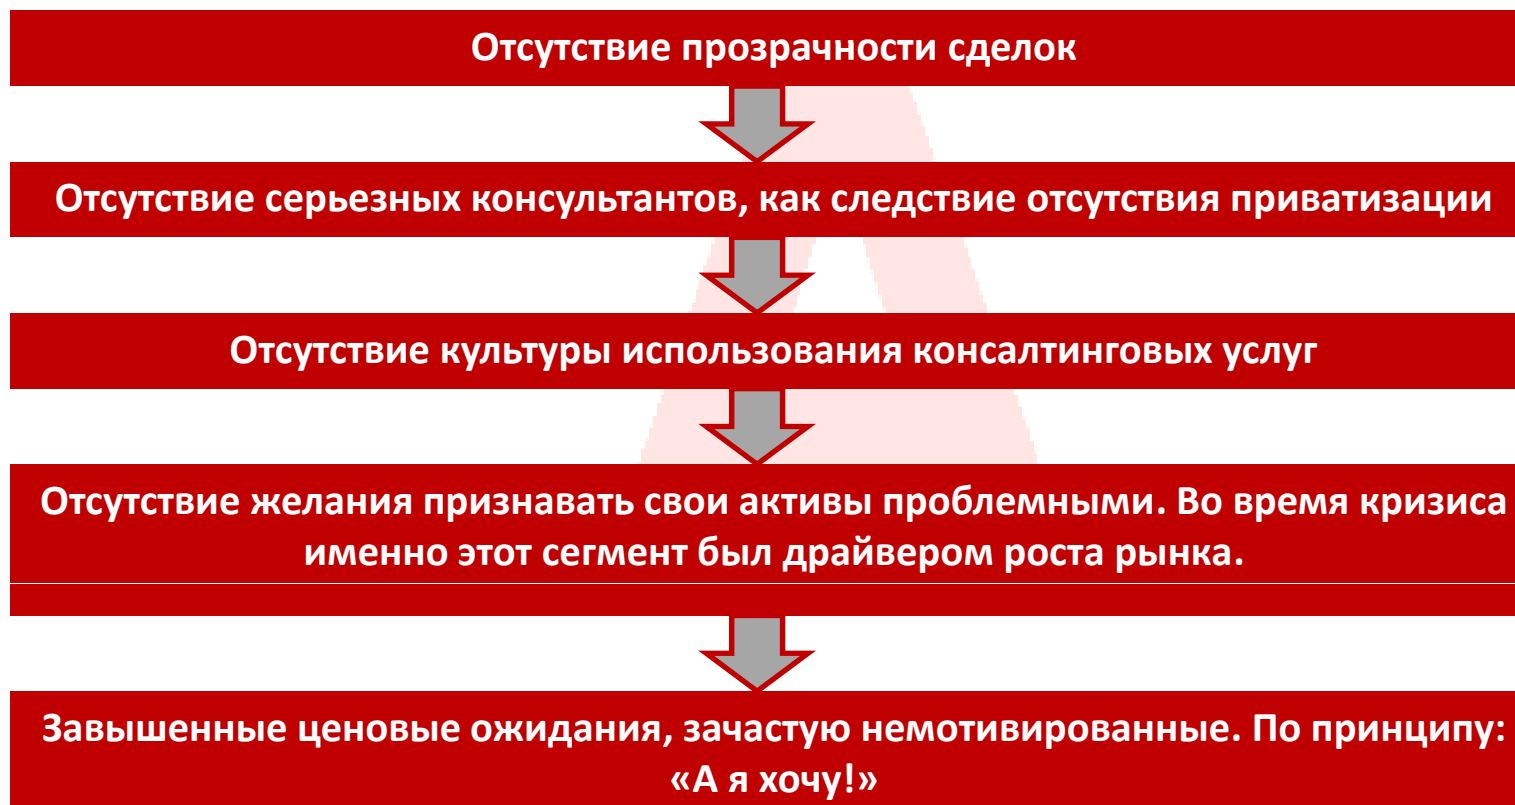 Отсутствие прозрачности сделок
Отсутствие серьезных консультантов, как следствие отсутствия приватизации
Отсутствие культуры использования консалтинговых услуг
Отсутствие желания признавать свои активы проблемными. Во время кризиса
именно этот сегмент был драйвером роста рынка.
Завышенные ценовые ожидания, зачастую немотивированные. По принципу:
«А я хочу!»